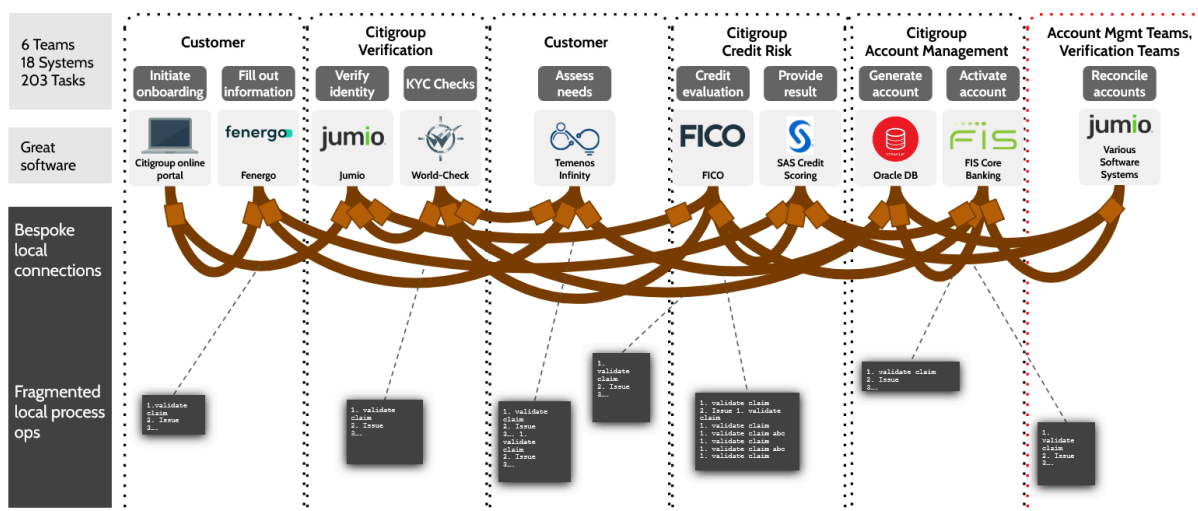 6 Teams
18 Systems
203 Tasks
Great
software
Bespoke
local
connections
Fragmented
local process
ops
Customer
Initiate
onboarding
Fill out
information
Citigroup online
portal
fenergo
Fenergo
Citigroup
Verification
Verify
identity
KYC Checks
jumio
Jumio
World-Check
Customer
Assess
needs
Temenos
Infinity
Citigroup
Credit Risk
Credit
evaluation
Provide
result
FICO
FICO
SAS Credit
Scoring
Citigroup
Account Management
Generate
account
Activate
account
Oracle DB
FIS
FIS Core
Banking
Account Mgmt Teams,
Verification Teams
Reconcile
accounts
jumio
Various
Software
Systems
1.validate
claim
2. Issue
3...
1. validate
claim
2. Issue
3...
1. validate
claim
2. Issue
3... 1.
validate
claim
2. Issue
3...
1.
validate
claim
2. Issue
3...
1. validate claim
2. Issue 1. validate
claim
1. validate claim
1. validate claim abc
1. validate claim
1. validate claim abc
1. validate claim
1. validate claim
2. Issue
3...
1.
validate
claim
2. Issue
3...